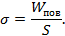 σ = W_пов / S.